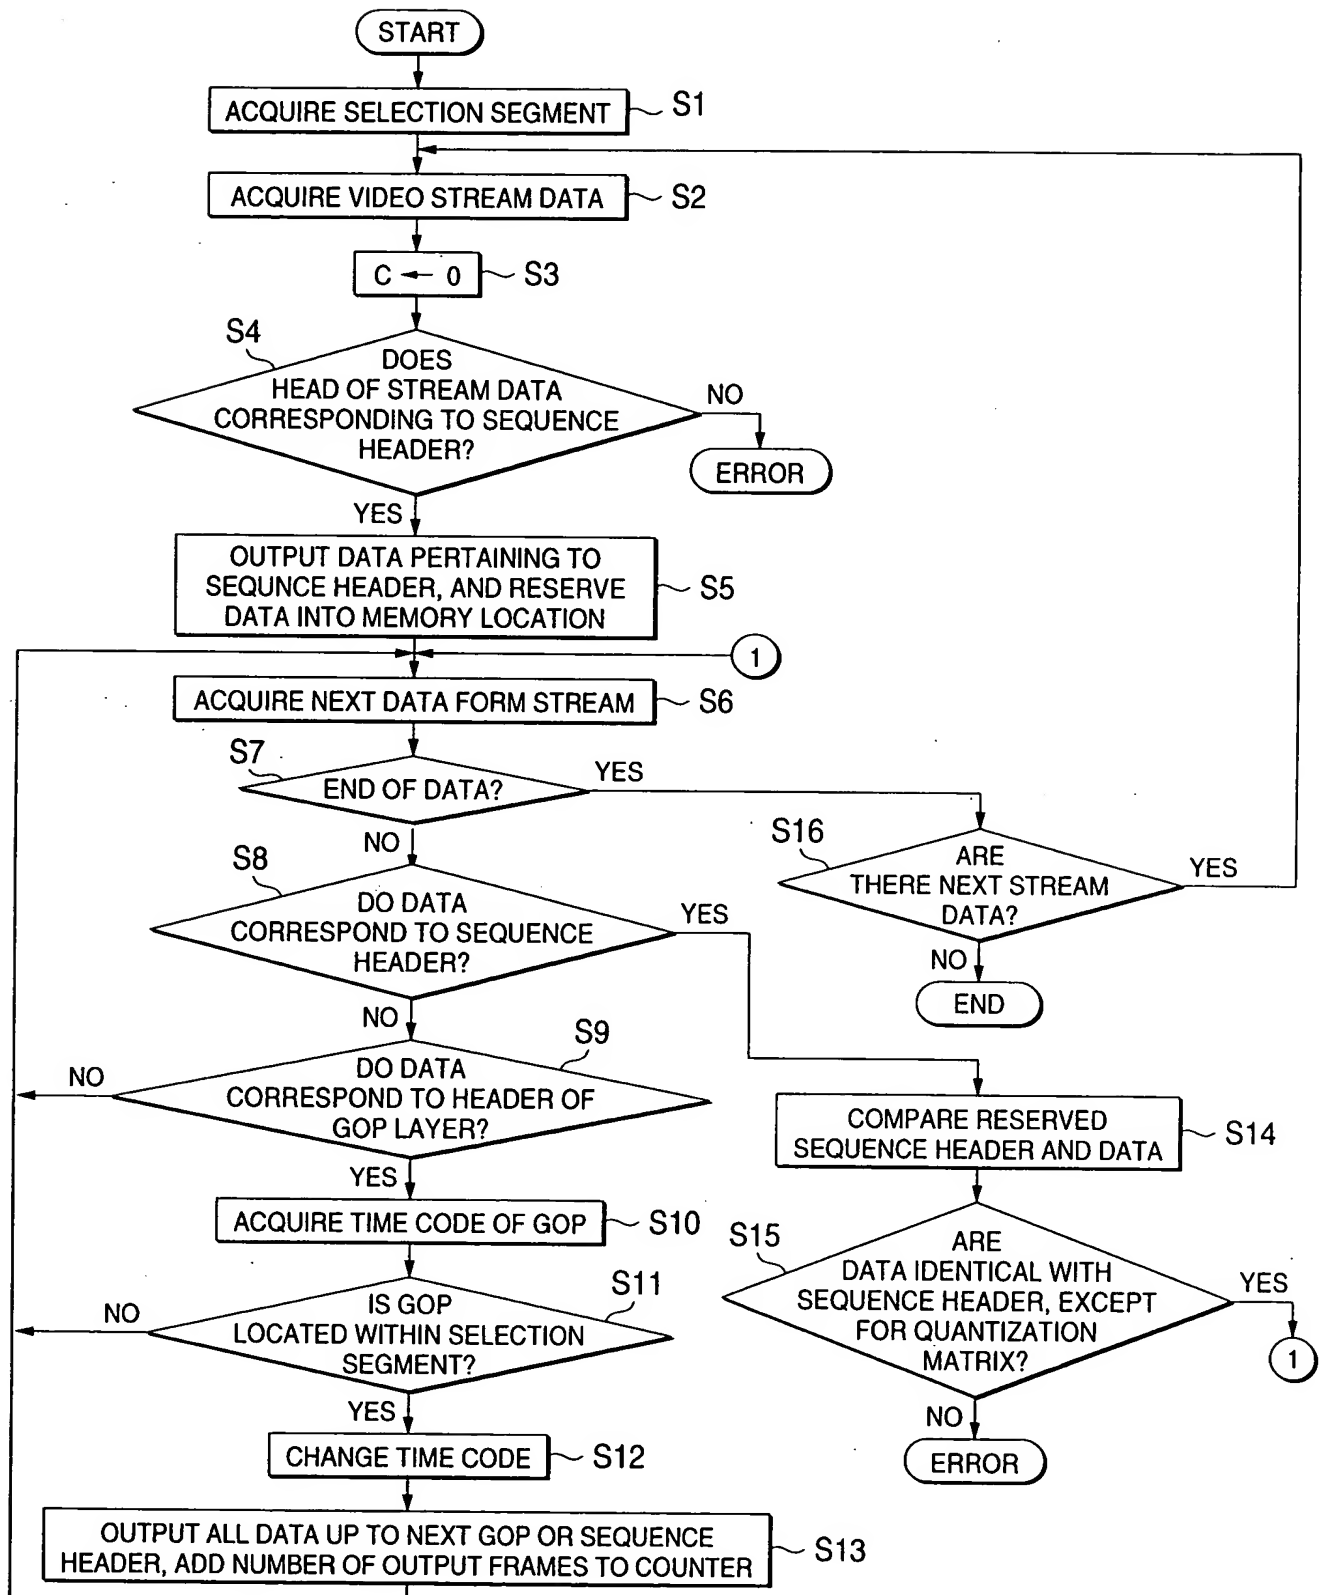 START
ACQUIRE SELECTION SEGMENT
S1
ACQUIRE VIDEO STREAM DATA
S2
C ← 0
S3
S4
DOES
HEAD OF STREAM DATA
CORRESPONDING TO SEQUENCE
HEADER?
NO
ERROR
YES
OUTPUT DATA PERTAINING TO
SEQUNCE HEADER, AND RESERVE
DATA INTO MEMORY LOCATION
S5
1
ACQUIRE NEXT DATA FORM STREAM
S6
S7
END OF DATA?
YES
NO
S16
ARE
THERE NEXT STREAM
DATA?
YES
NO
END
S8
DO DATA
CORRESPOND TO SEQUENCE
HEADER?
YES
NO
S9
DO DATA
CORRESPOND TO HEADER OF
GOP LAYER?
NO
YES
COMPARE RESERVED
SEQUENCE HEADER AND DATA
S14
ACQUIRE TIME CODE OF GOP
S10
S15
ARE
DATA IDENTICAL WITH
SEQUENCE HEADER, EXCEPT
FOR QUANTIZATION
MATRIX?
YES
1
NO
ERROR
S11
IS GOP
LOCATED WITHIN SELECTION
SEGMENT?
NO
YES
CHANGE TIME CODE
S12
OUTPUT ALL DATA UP TO NEXT GOP OR SEQUENCE
HEADER, ADD NUMBER OF OUTPUT FRAMES TO COUNTER
S13